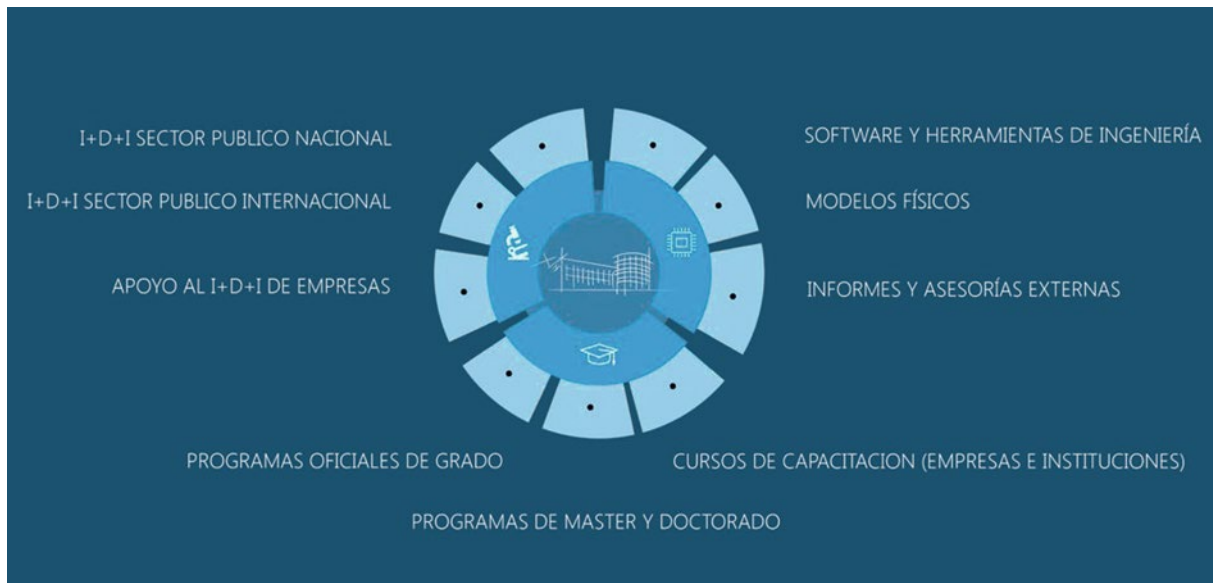 I+D+I SECTOR PUBLICO NACIONAL
I+D+I SECTOR PUBLICO INTERNACIONAL
APOYO AL I+D+I DE EMPRESAS
SOFTWARE Y HERRAMIENTAS DE INGENIERÍA
MODELOS FÍSICOS
INFORMES Y ASESORÍAS EXTERNAS
PROGRAMAS OFICIALES DE GRADO
CURSOS DE CAPACITACION (EMPRESAS E INSTITUCIONES)
PROGRAMAS DE MASTER Y DOCTORADO